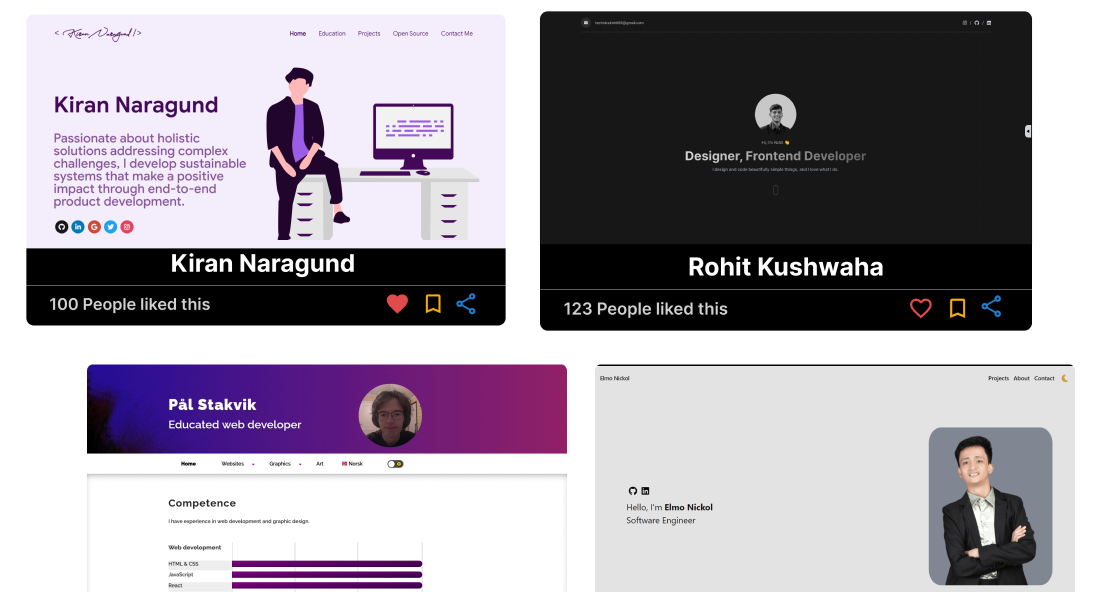 < Kiran Naragund />
Home Education Projects Open Source Contact Me
Kiran Naragund
Passionate about holistic
solutions addressing complex
challenges, I develop sustainable
systems that make a positive
impact through end-to-end
product development.
Kiran Naragund
100 People liked this
Designer, Frontend Developer
I design and code beautifully simple things, and I love what I do.
Rohit Kushwaha
123 People liked this
Pål Stakvik
Educated web developer
Home Websites Graphics Art Norsk
Competence
I have experience in web development and graphic design.
Web development
HTML & CSS
JavaScript
React
Elmo Nickol
Projects About Contact
Hello, I'm Elmo Nickol
Software Engineer